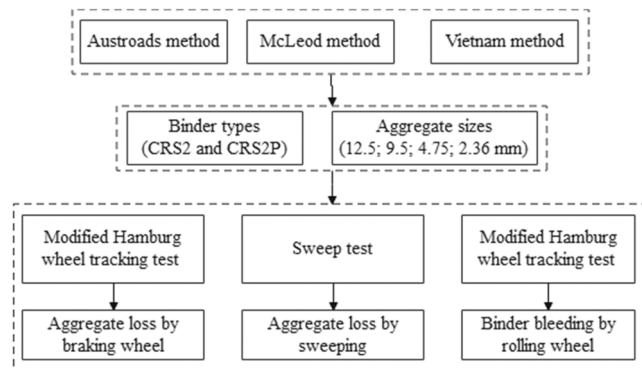 Austroads method
McLeod method
Vietnam method
Binder types
(CRS2 and CRS2P)
Aggregate sizes
(12.5; 9.5; 4.75; 2.36 mm)
Modified Hamburg
wheel tracking test
Sweep test
Modified Hamburg
wheel tracking test
Aggregate loss by
braking wheel
Aggregate loss by
sweeping
Binder bleeding by
rolling wheel